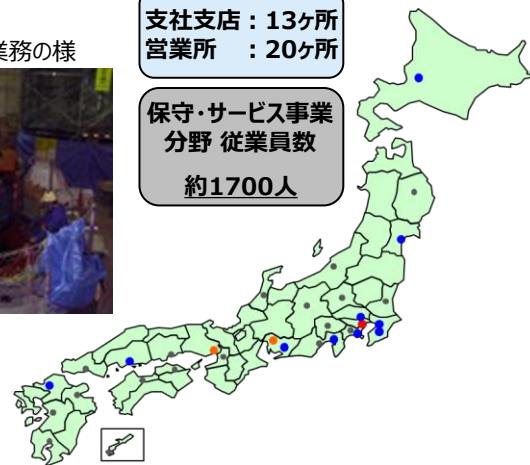 業務の様
支社支店：13ヶ所
営業所　：20ヶ所
保守・サービス事業
分野 従業員数
約1700人